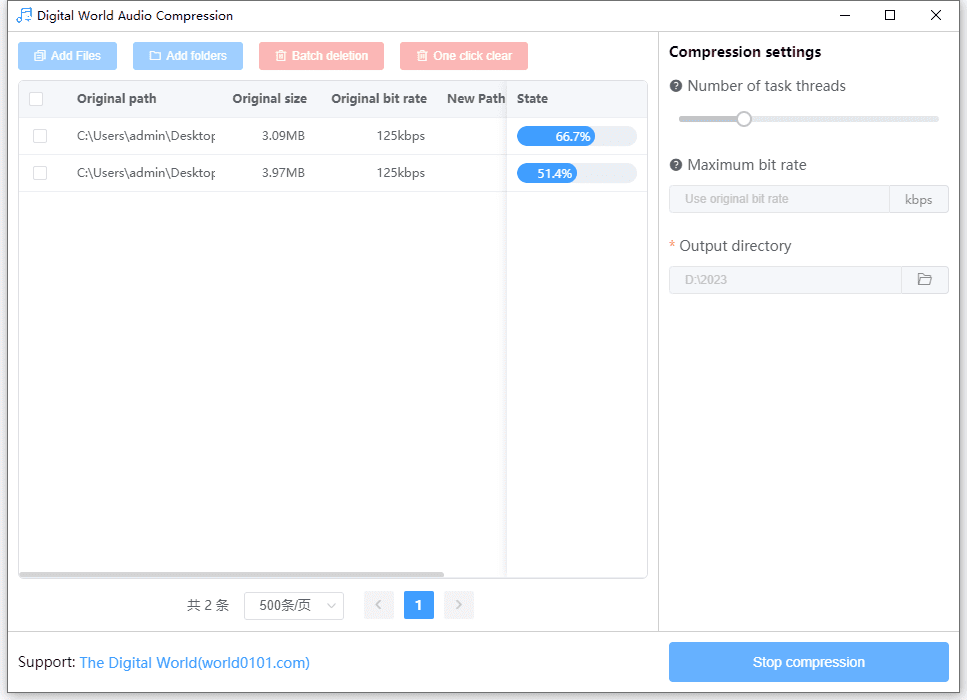 Digital World Audio Compression
Add Files Add folders Batch deletion One click clear
Original path Original size Original bit rate New Path State
C:\Users\admin\Desktop 3.09MB 125kbps 66.7%
C:\Users\admin\Desktop 3.97MB 125kbps 51.4%
共 2 条 500条/页 1
Compression settings
Number of task threads
Maximum bit rate
Use original bit rate kbps
* Output directory
D:\2023
Support: The Digital World(world0101.com)
Stop compression